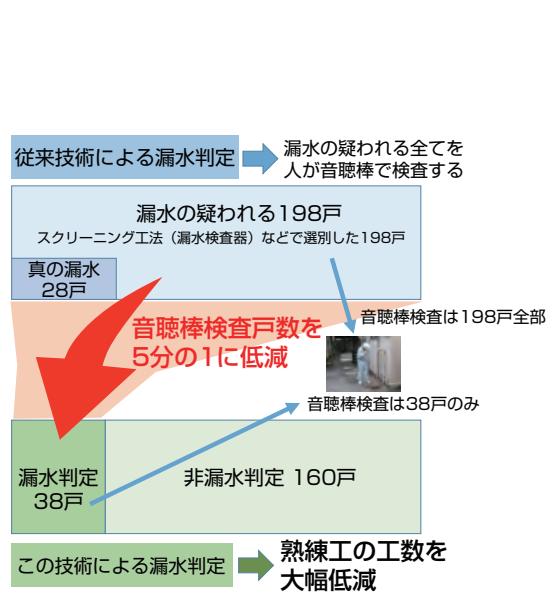 従来技術による漏水判定
漏水の疑われる全てを
人が音聴棒で検査する
漏水の疑われる198戸
スクリーニング工法（漏水検査器）などで選別した198戸
真の漏水
28戸
音聴棒検査戸数を
5分の1に低減
音聴棒検査は198戸全部
音聴棒検査は38戸のみ
漏水判定
38戸
非漏水判定 160戸
この技術による漏水判定
熟練工の工数を
大幅低減